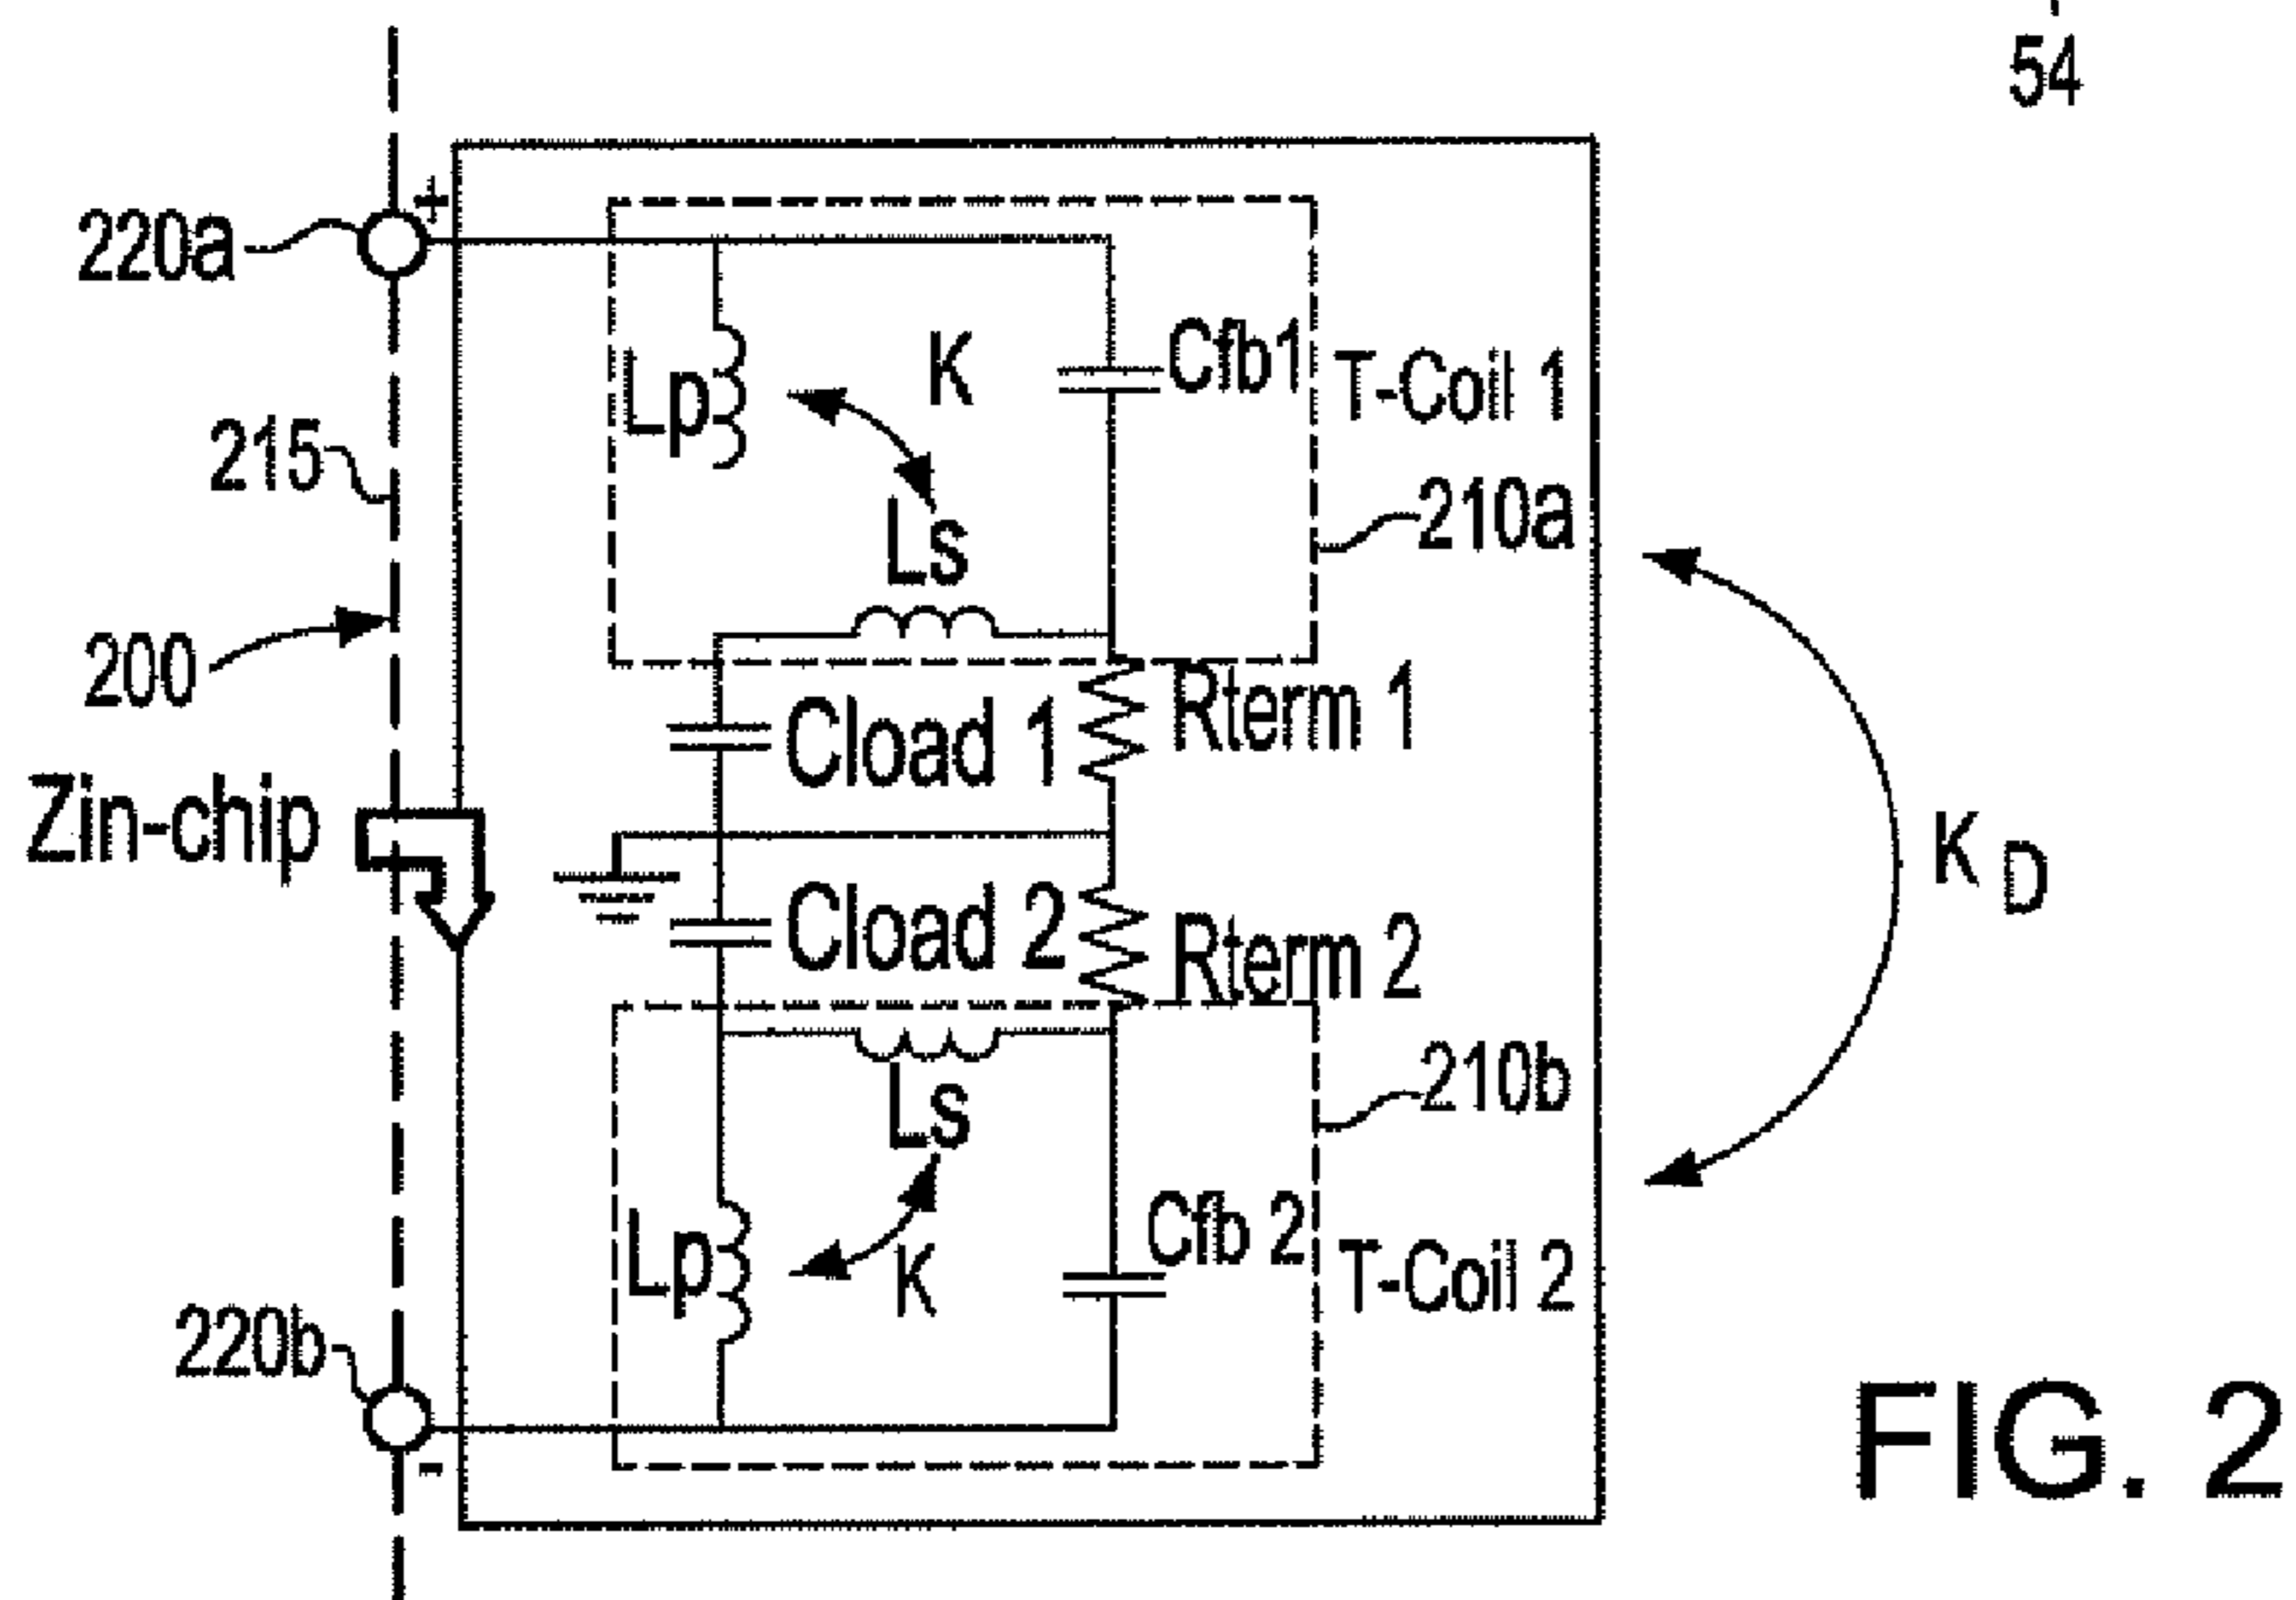 54
+
220a
K
Cfb1
Lp
T-Coil 1
215
210a
Ls
200
Rterm 1
Cload 1
Zin-chip
K D
Cload 2
Rterm 2
210b
Ls
Cfb 2
Lp
K
T-Coil 2
220b
-
FIG. 2